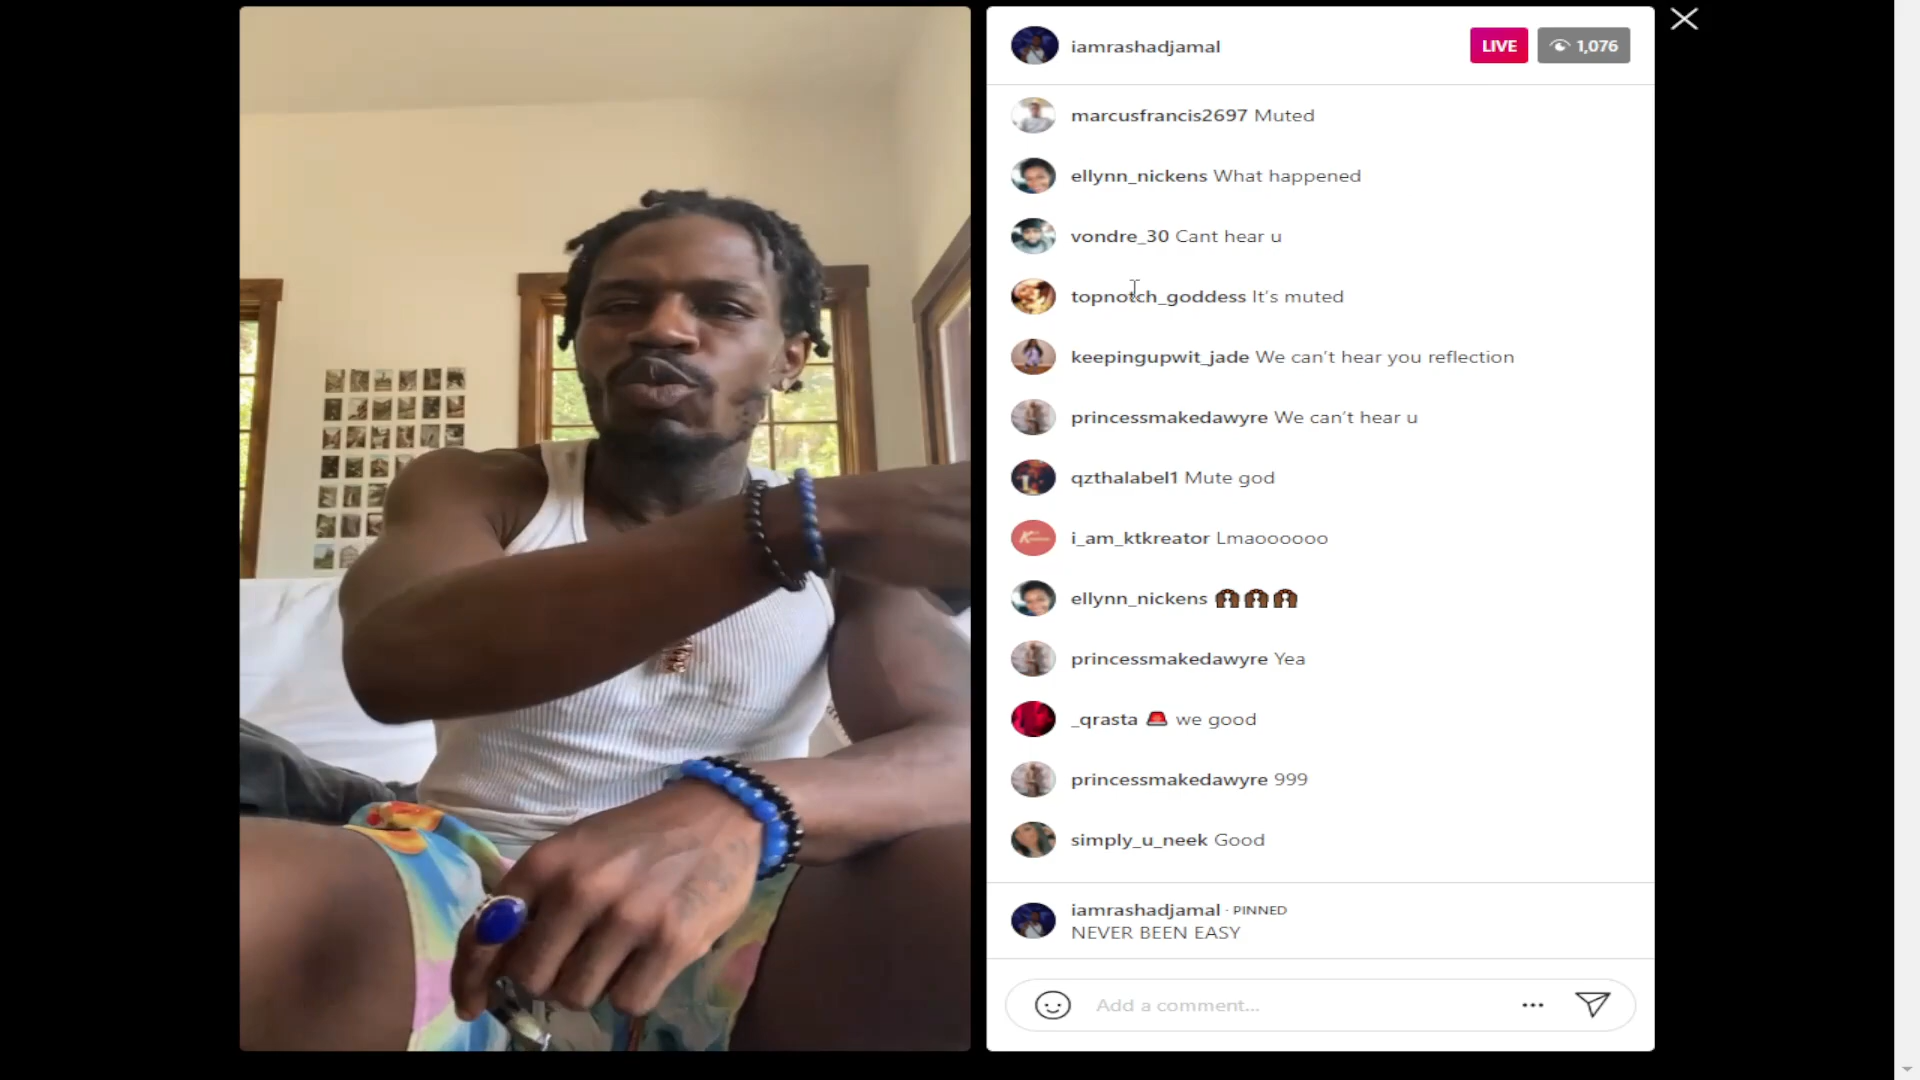 iamrashadjamal LIVE 1,076
marcusfrancis2697 Muted
ellynn_nickens What happened
vondre_30 Cant hear u
topnotch_goddess It's muted
keepingupwit_jade We can't hear you reflection
princessmakedawyre We can't hear u
qzthalabel1 Mute god
i_am_ktkreator Lmaoooooo
ellynn_nickens 🙆🏾‍♀️🙆🏾‍♀️🙆🏾‍♀️
princessmakedawyre Yea
_qrasta 🚨 we good
princessmakedawyre 999
simply_u_neek Good
iamrashadjamal · PINNED
NEVER BEEN EASY
Add a comment...